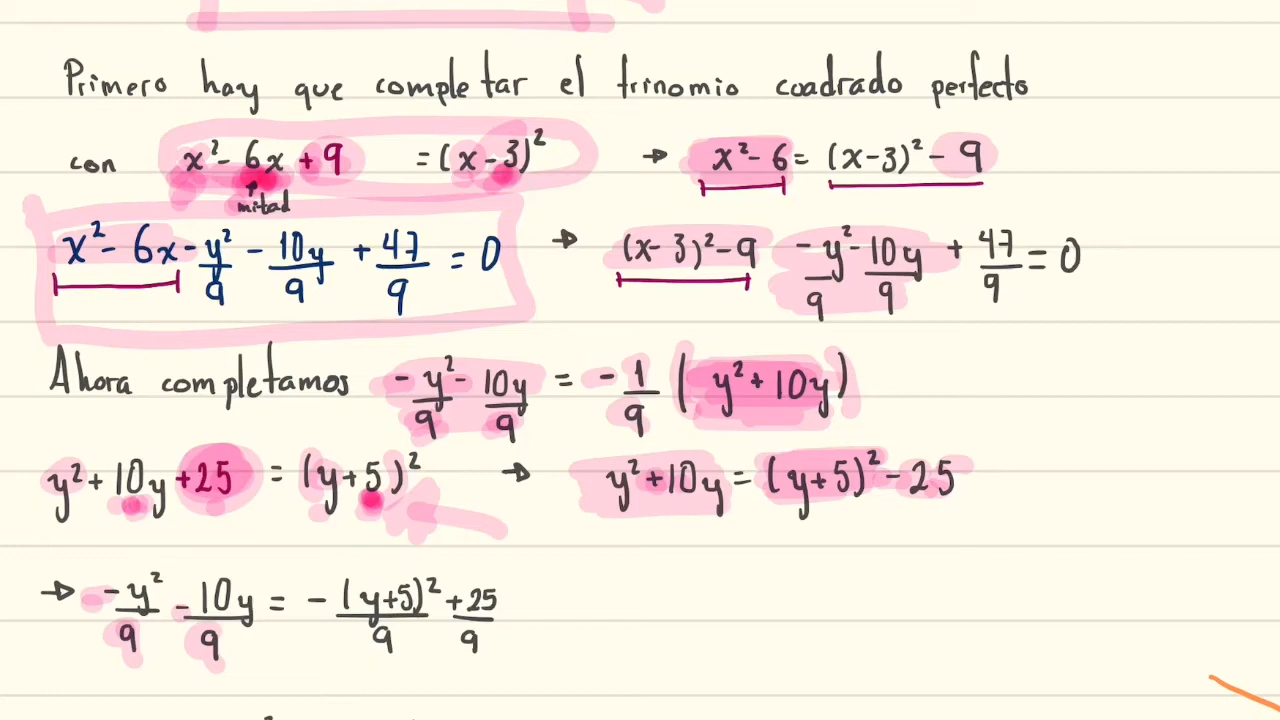 Primero hay que completar el trinomio cuadrado perfecto
con x² - 6x + 9 = (x - 3)² → x² - 6 = (x-3)² - 9
mitad
x² - 6x - y²/9 - 10y/9 + 47/9 = 0 → (x-3)² - 9 - y²/9 - 10y/9 + 47/9 = 0
Ahora completamos - y²/9 - 10y/9 = - 1/9 (y² + 10y)
y² + 10y + 25 = (y+5)² → y² + 10y = (y+5)² - 25
→ - y²/9 - 10y/9 = - (y+5)²/9 + 25/9